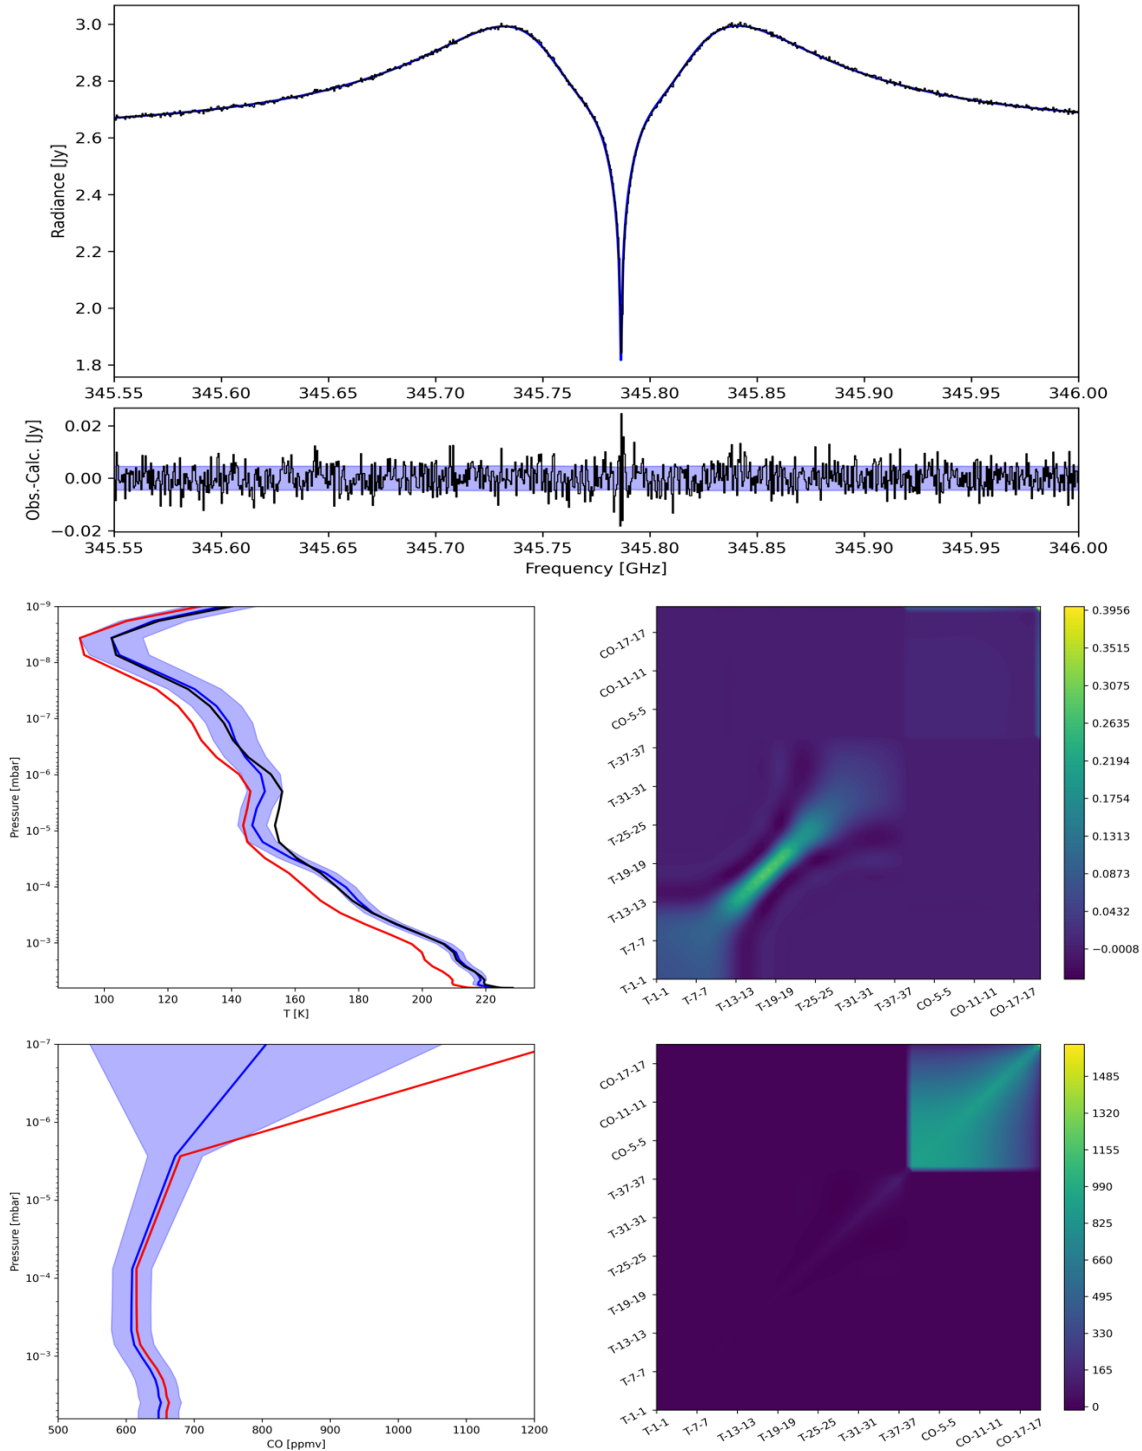 3.0
2.8
2.6
2.4
2.2
2.0
1.8
Radiance [Jy]
345.55 345.60 345.65 345.70 345.75 345.80 345.85 345.90 345.95 346.00
0.02
0.00
−0.02
Obs.-Calc. [Jy]
345.55 345.60 345.65 345.70 345.75 345.80 345.85 345.90 345.95 346.00
Frequency [GHz]
10⁻⁹
10⁻⁸
10⁻⁷
10⁻⁶
10⁻⁵
10⁻⁴
10⁻³
Pressure [mbar]
100 120 140 160 180 200 220
T [K]
CO-17-17
CO-11-11
CO-5-5
T-37-37
T-31-31
T-25-25
T-19-19
T-13-13
T-7-7
T-1-1
T-1-1 T-7-7 T-13-13 T-19-19 T-25-25 T-31-31 T-37-37 CO-5-5 CO-11-11 CO-17-17
0.3956
0.3515
0.3075
0.2635
0.2194
0.1754
0.1313
0.0873
0.0432
−0.0008
10⁻⁷
10⁻⁶
10⁻⁵
10⁻⁴
10⁻³
Pressure [mbar]
500 600 700 800 900 1000 1100 1200
CO [ppmv]
CO-17-17
CO-11-11
CO-5-5
T-37-37
T-31-31
T-25-25
T-19-19
T-13-13
T-7-7
T-1-1
T-1-1 T-7-7 T-13-13 T-19-19 T-25-25 T-31-31 T-37-37 CO-5-5 CO-11-11 CO-17-17
1485
1320
1155
990
825
660
495
330
165
0